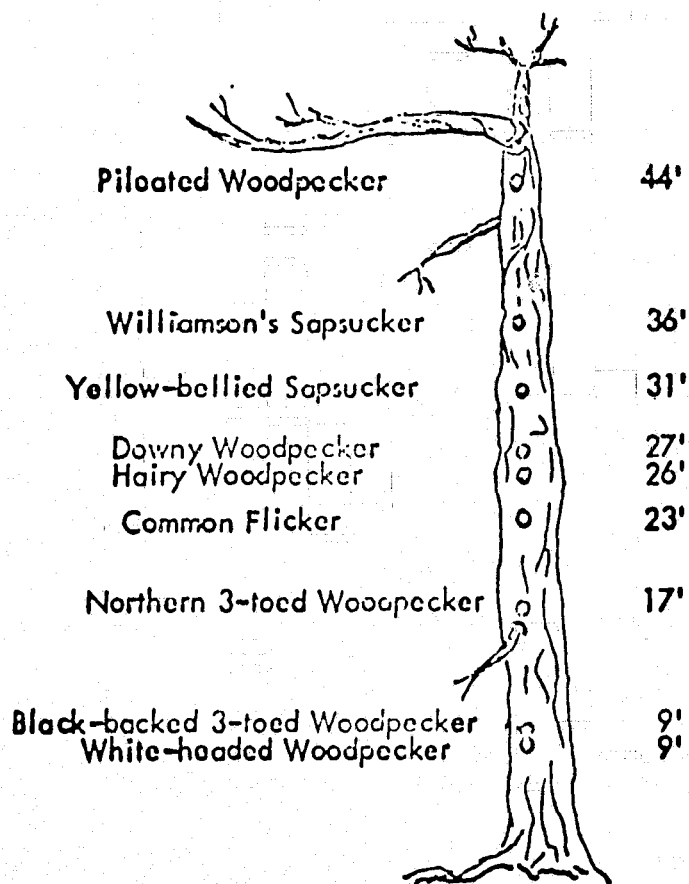 Pileated Woodpecker 44'
Williamson's Sapsucker 36'
Yellow-bellied Sapsucker 31'
Downy Woodpecker 27'
Hairy Woodpecker 26'
Common Flicker 23'
Northern 3-toed Woodpecker 17'
Black-backed 3-toed Woodpecker 9'
White-headed Woodpecker 9'